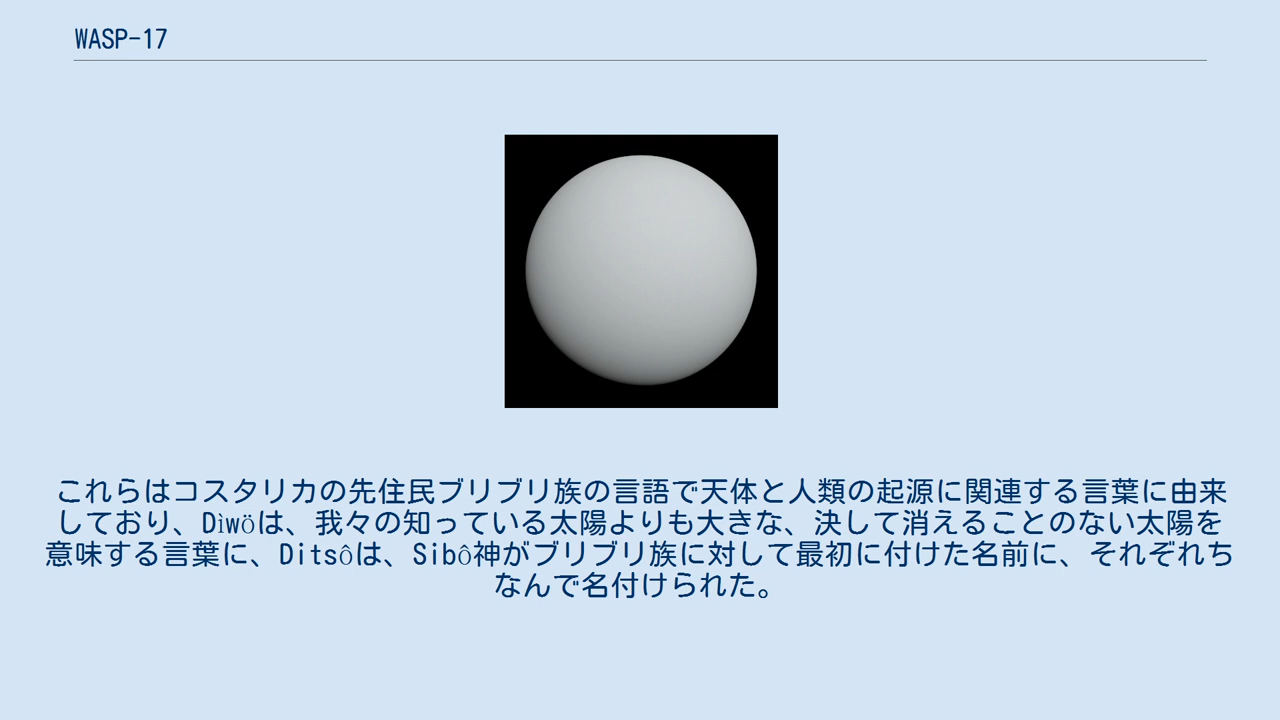 WASP-17
これらはコスタリカの先住民ブリブリ族の言語で天体と人類の起源に関連する言葉に由来
しており、Dìwöは、我々の知っている太陽よりも大きな、決して消えることのない太陽を
意味する言葉に、Ditsöは、Sibö神がブリブリ族に対して最初に付けた名前に、それぞれち
なんで名付けられた。